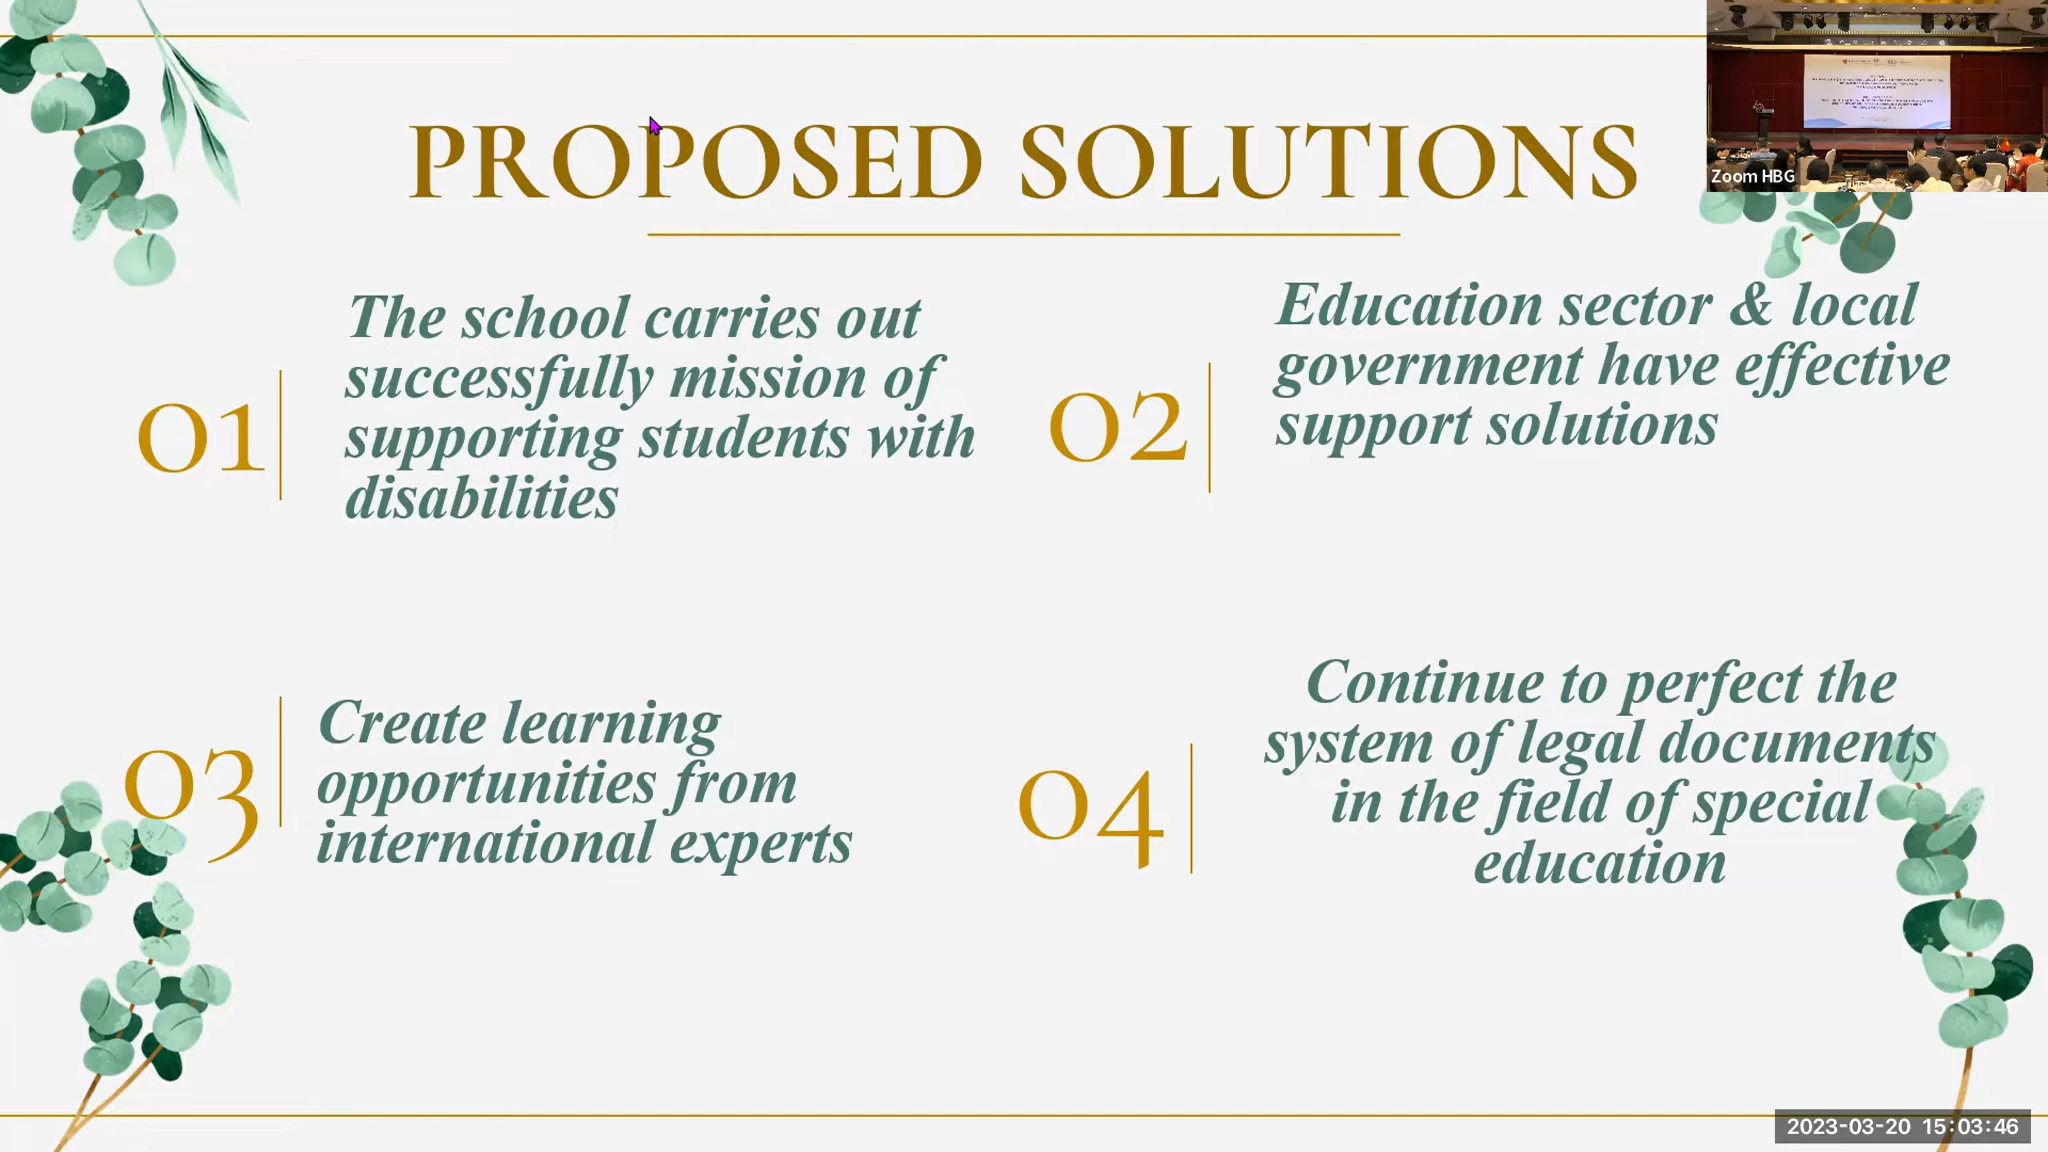 PROPOSED SOLUTIONS
Zoom HBG
01
The school carries out
successfully mission of
supporting students with
disabilities
02
Education sector & local
government have effective
support solutions
03
Create learning
opportunities from
international experts
04
Continue to perfect the
system of legal documents
in the field of special
education
2023-03-20 15:03:46